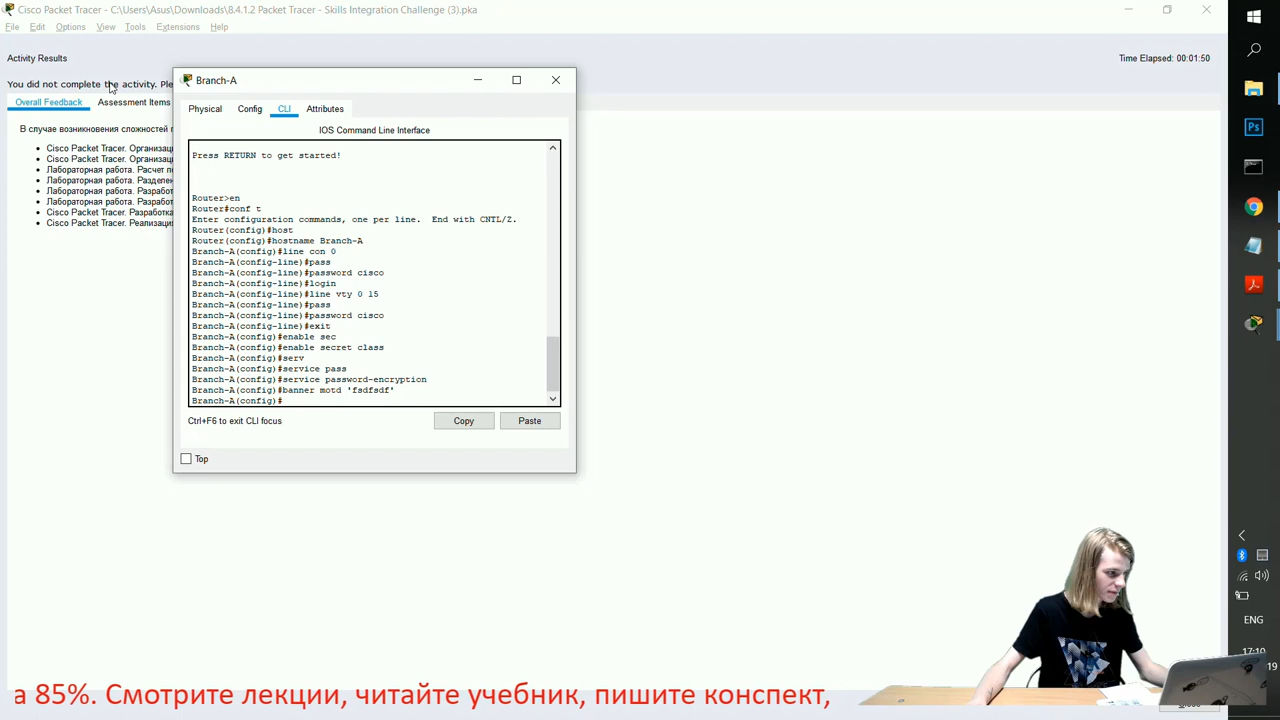 Cisco Packet Tracer - C:\Users\Asus\Downloads\8.4.1.2 Packet Tracer - Skills Integration Challenge (3).pka
File Edit Options View Tools Extensions Help
Activity Results
Time Elapsed: 00:01:50
You did not complete the activity. Ple
Overall Feedback Assessment Items
В случае возникновения сложностей
Cisco Packet Tracer. Организац
Cisco Packet Tracer. Организац
Лабораторная работа. Расчет
Лабораторная работа. Разделен
Лабораторная работа. Разработ
Лабораторная работа. Разработ
Cisco Packet Tracer. Разработка
Cisco Packet Tracer. Реализац
Branch-A
Physical Config CLI Attributes
IOS Command Line Interface
Press RETURN to get started!
Router>en
Router#conf t
Enter configuration commands, one per line. End with CNTL/Z.
Router(config)#host
Router(config)#hostname Branch-A
Branch-A(config)#line con 0
Branch-A(config-line)#pass
Branch-A(config-line)#password cisco
Branch-A(config-line)#login
Branch-A(config-line)#line vty 0 15
Branch-A(config-line)#pass
Branch-A(config-line)#password cisco
Branch-A(config-line)#exit
Branch-A(config)#enable sec
Branch-A(config)#enable secret class
Branch-A(config)#serv
Branch-A(config)#service pass
Branch-A(config)#service password-encryption
Branch-A(config)#banner motd 'fsdfsdf'
Branch-A(config)#
Ctrl+F6 to exit CLI focus
Copy Paste
Top
Ps
ENG
17:10
19
а 85%. Смотрите лекции, читайте учебник, пишите конспект,